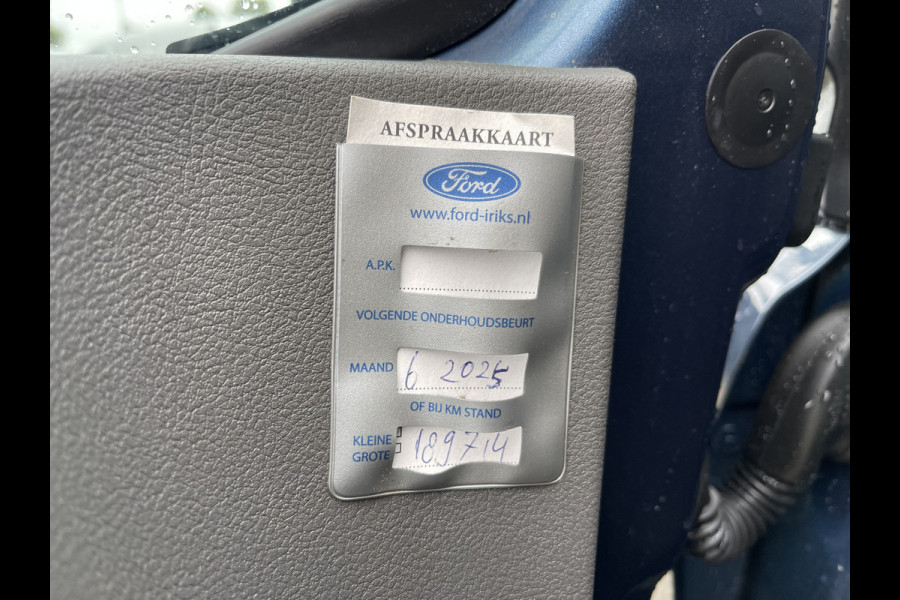 AFSPRAAKKAART
Ford
www.ford-iriks.nl
A.P.K.
VOLGENDE ONDERHOUDSBEURT
MAAND 6 2025
OF BIJ KM STAND
KLEINE
GROTE 189714